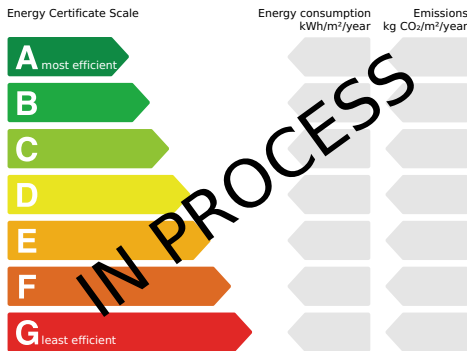 Energy Certificate Scale
Energy consumption
kWh/m²/year
Emissions
kg CO₂/m²/year
A most efficient
B
C
D
E
F
G least efficient
IN PROCESS